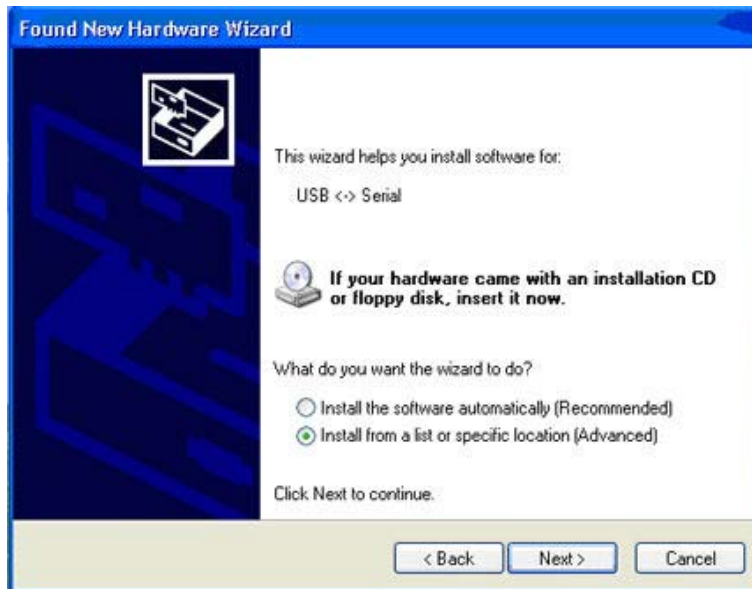 Found New Hardware Wizard
This wizard helps you install software for:
USB <-> Serial
If your hardware came with an installation CD
or floppy disk, insert it now.
What do you want the wizard to do?
Install the software automatically (Recommended)
Install from a list or specific location (Advanced)
Click Next to continue.
< Back Next > Cancel